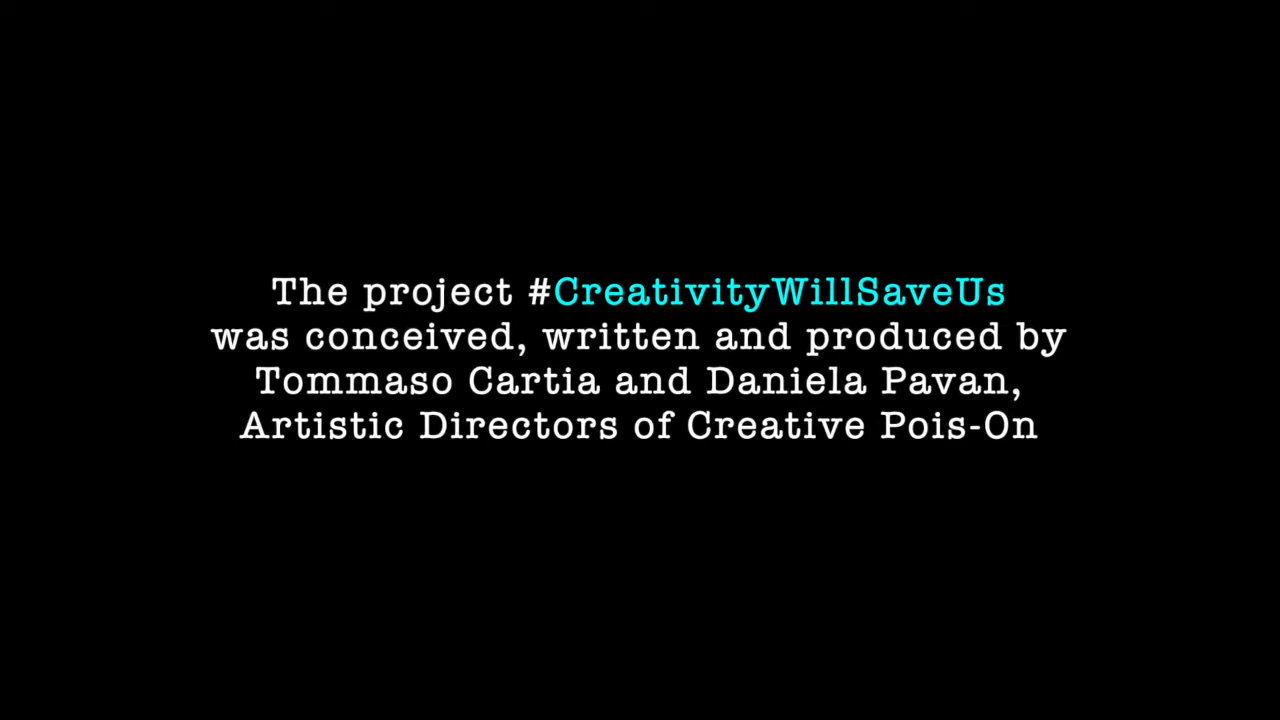 The project #CreativityWillSaveUs
was conceived, written and produced by
Tommaso Cartia and Daniela Pavan,
Artistic Directors of Creative Pois-On